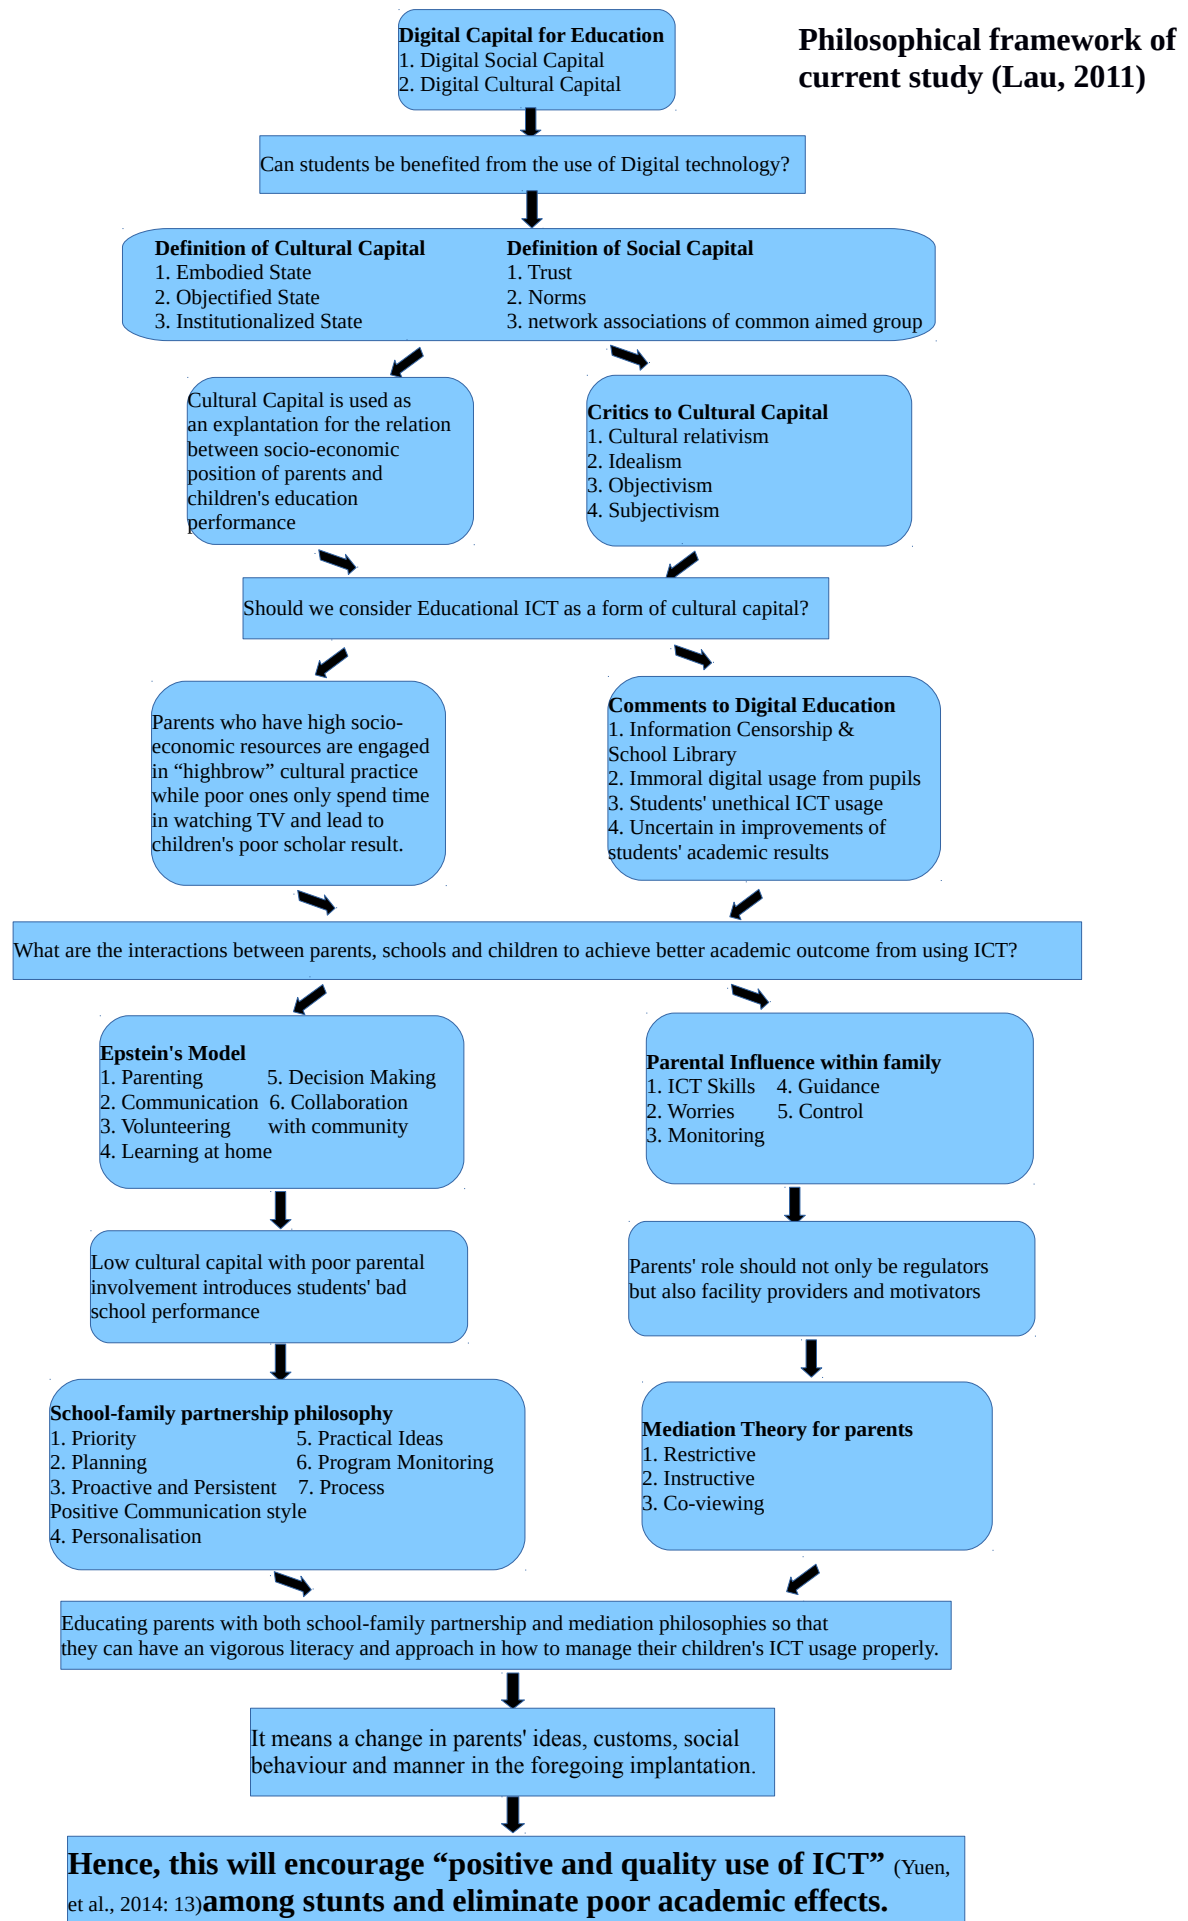 Digital Capital for Education
1. Digital Social Capital
2. Digital Cultural Capital
Philosophical framework of
current study (Lau, 2011)
Can students be benefited from the use of Digital technology?
Definition of Cultural Capital
1. Embodied State
2. Objectified State
3. Institutionalized State
Definition of Social Capital
1. Trust
2. Norms
3. network associations of common aimed group
Cultural Capital is used as
an explantation for the relation
between socio-economic
position of parents and
children's education
performance
Critics to Cultural Capital
1. Cultural relativism
2. Idealism
3. Objectivism
4. Subjectivism
Should we consider Educational ICT as a form of cultural capital?
Parents who have high socio-
economic resources are engaged
in “highbrow” cultural practice
while poor ones only spend time
in watching TV and lead to
children's poor scholar result.
Comments to Digital Education
1. Information Censorship &
School Library
2. Immoral digital usage from pupils
3. Students' unethical ICT usage
4. Uncertain in improvements of
students' academic results
What are the interactions between parents, schools and children to achieve better academic outcome from using ICT?
Epstein's Model
1. Parenting 5. Decision Making
2. Communication 6. Collaboration
3. Volunteering with community
4. Learning at home
Parental Influence within family
1. ICT Skills 4. Guidance
2. Worries 5. Control
3. Monitoring
Low cultural capital with poor parental
involvement introduces students' bad
school performance
Parents' role should not only be regulators
but also facility providers and motivators
School-family partnership philosophy
1. Priority 5. Practical Ideas
2. Planning 6. Program Monitoring
3. Proactive and Persistent 7. Process
Positive Communication style
4. Personalisation
Mediation Theory for parents
1. Restrictive
2. Instructive
3. Co-viewing
Educating parents with both school-family partnership and mediation philosophies so that
they can have an vigorous literacy and approach in how to manage their children's ICT usage properly.
It means a change in parents' ideas, customs, social
behaviour and manner in the foregoing implantation.
Hence, this will encourage “positive and quality use of ICT” (Yuen,
et al., 2014: 13)among stunts and eliminate poor academic effects.